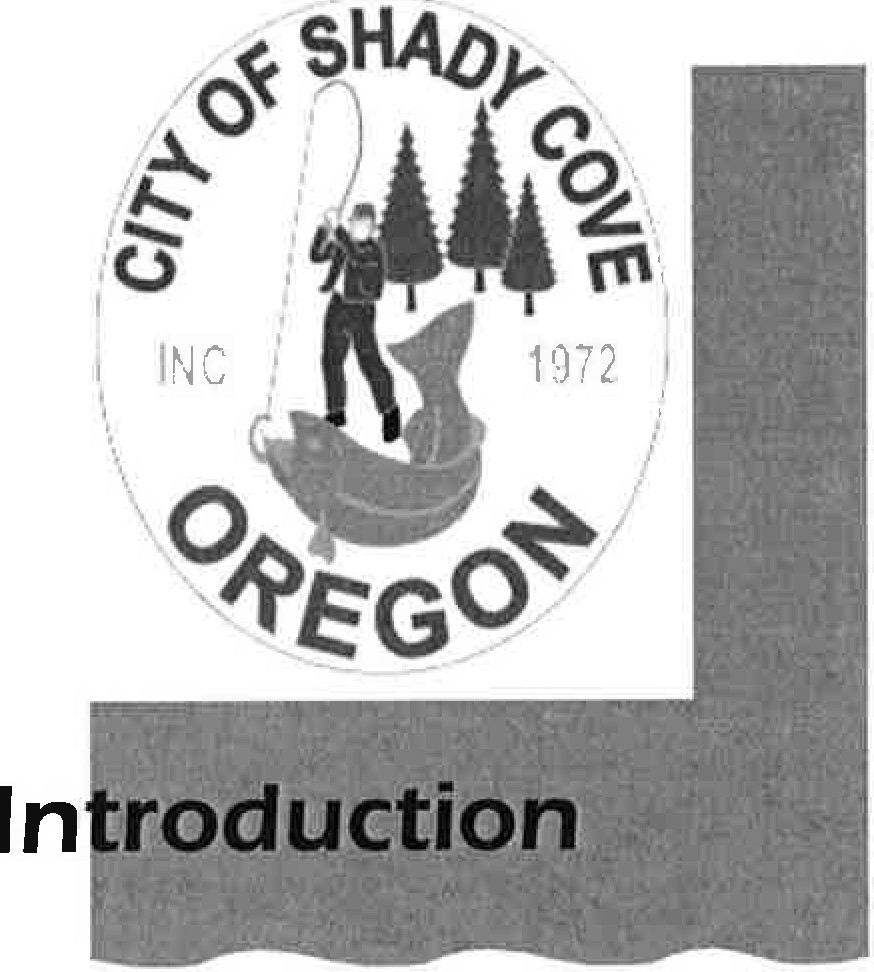 CITY OF SHADY COVE
INC 1972
OREGON
Introduction